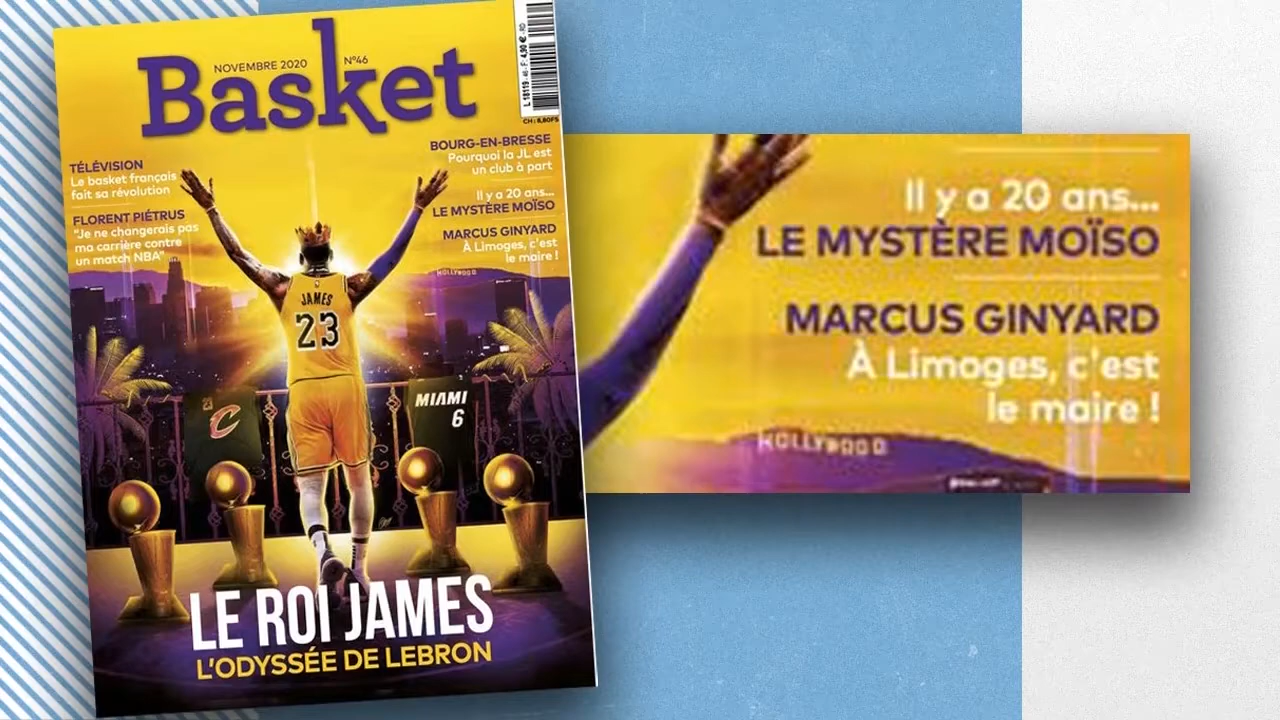 NOVEMBRE 2020 N°46
Basket
CH : 8,80FS
TÉLÉVISION
Le basket français
fait sa révolution
FLORENT PIÉTRUS
"Je ne changerais pas
ma carrière contre
un match NBA"
BOURG-EN-BRESSE
Pourquoi la JL est
un club à part
Il y a 20 ans...
LE MYSTÈRE MOÏSO
MARCUS GINYARD
À Limoges, c'est
le maire !
HOLLYWOOD
JAMES
23
C
MIAMI
6
LE ROI JAMES
L'ODYSSÉE DE LEBRON
Il y a 20 ans...
LE MYSTÈRE MOÏSO
MARCUS GINYARD
À Limoges, c'est
le maire !
HOLLYWOOD